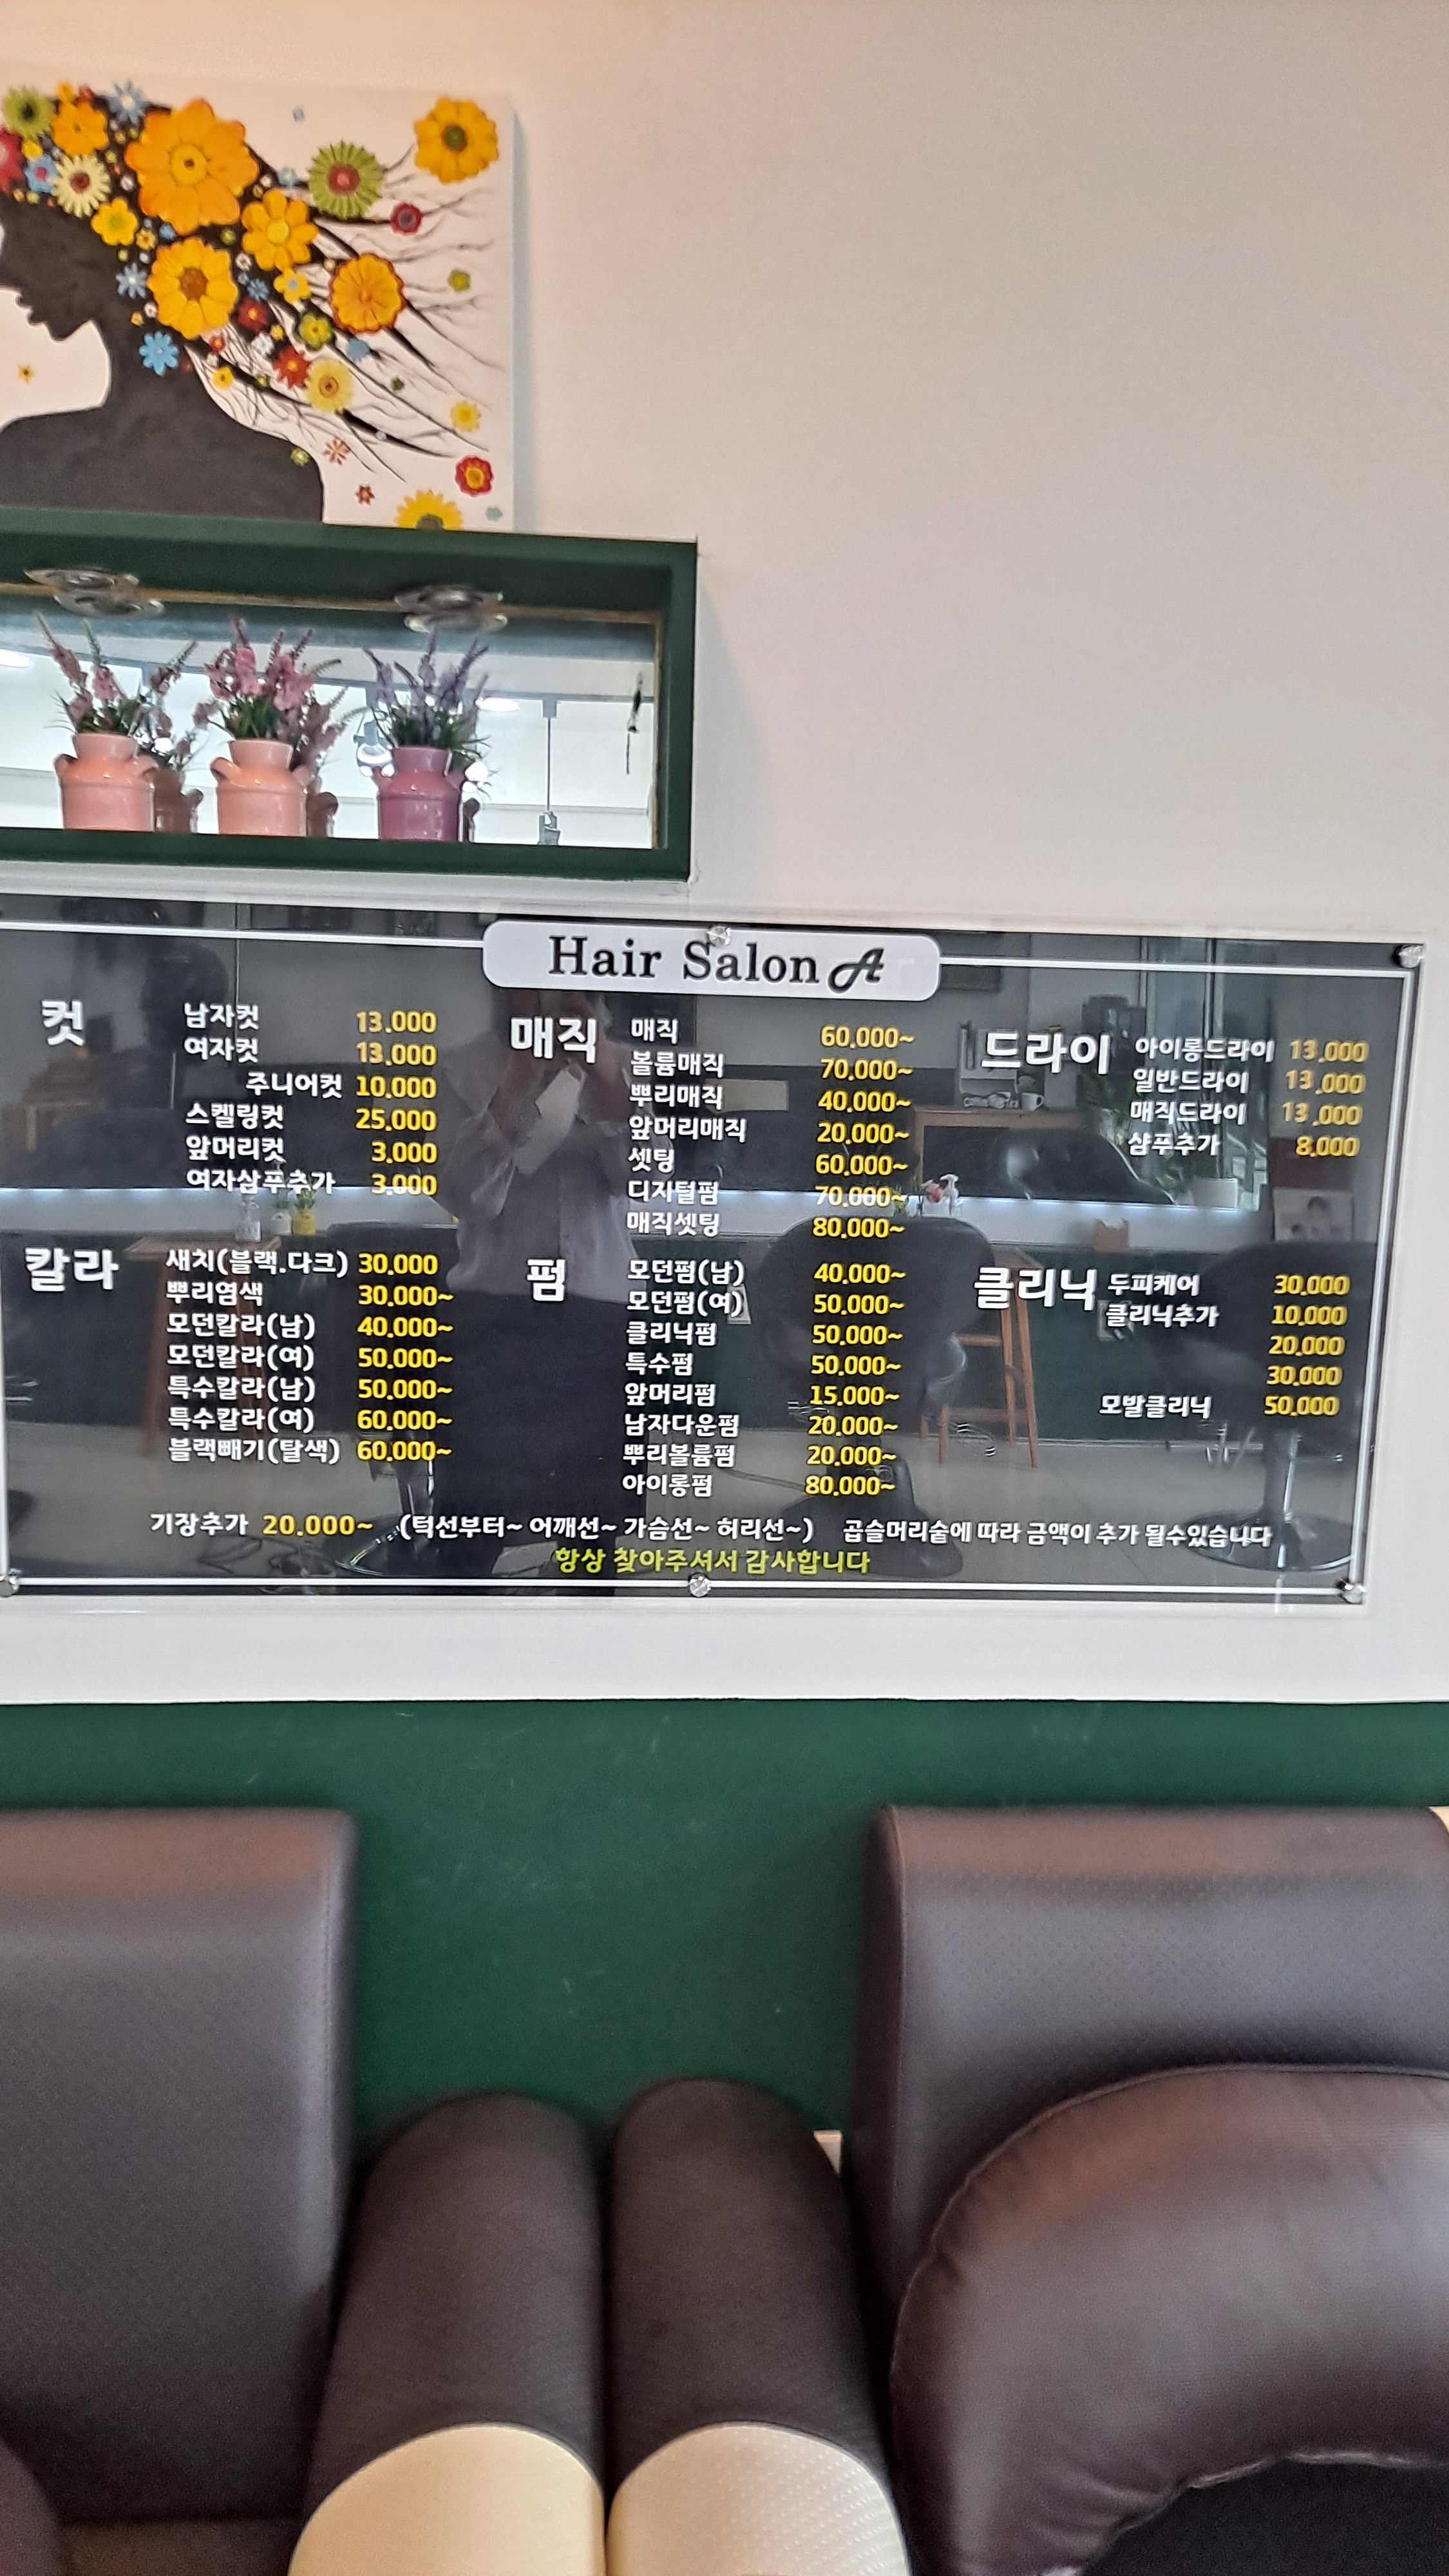 Hair Salon A
컷
남자컷 13.000
여자컷 13.000
주니어컷 10.000
스켈링컷 25.000
앞머리컷 3.000
여자샴푸추가 3.000
칼라
새치(블랙.다크) 30.000
뿌리염색 30.000~
모던칼라(남) 40.000~
모던칼라(여) 50.000~
특수칼라(남) 50.000~
특수칼라(여) 60.000~
블랙빼기(탈색) 60.000~
매직
매직 60.000~
볼륨매직 70.000~
뿌리매직 40.000~
앞머리매직 20.000~
셋팅 60.000~
디지털펌 70.000~
매직셋팅 80.000~
펌
모던펌(남) 40.000~
모던펌(여) 50.000~
클리닉펌 50.000~
특수펌 50.000~
앞머리펌 15.000~
남자다운펌 20.000~
뿌리볼륨펌 20.000~
아이롱펌 80.000~
드라이
아이롱드라이 13.000
일반드라이 13.000
매직드라이 13.000
샴푸추가 8.000
클리닉
두피케어 30.000
클리닉추가 10.000
20.000
30.000
모발클리닉 50.000
기장추가 20.000~ (턱선부터~ 어깨선~ 가슴선~ 허리선~) 곱슬머리술에 따라 금액이 추가 될수있습니다
항상 찾아주셔서 감사합니다